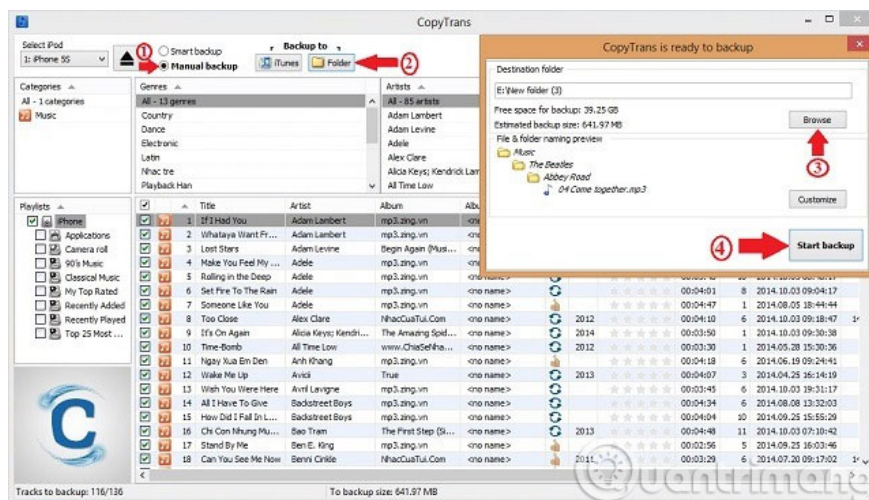 CopyTrans
Select iPod
1: iPhone 5S
①
Smart backup
Manual backup
Backup to
iTunes
Folder
②
Categories
All - 1 categories
Music
Genres
All - 13 genres
Country
Dance
Electronic
Latin
Nhac tre
Playback Han
Artists
All - 85 artists
Adam Lambert
Adam Levine
Adele
Alex Clare
Alicia Keys; Kendrick Lam
All Time Low
CopyTrans is ready to backup
Destination folder
E:\New folder (3)
Free space for backup: 39.25 GB
Estimated backup size: 641.97 MB
Browse
③
File & folder naming preview
Music
The Beatles
Abbey Road
04 Come together.mp3
Customize
④
Start backup
Playlists
iPhone
Applications
Camera roll
90's Music
Classical Music
My Top Rated
Recently Added
Recently Played
Top 25 Most ...
Title Artist Album
1 If I Had You Adam Lambert mp3.zing.vn
2 Whataya Want Fr... Adam Lambert mp3.zing.vn
3 Lost Stars Adam Levine Begin Again (Musi...
4 Make You Feel My ... Adele mp3.zing.vn
5 Rolling in the Deep Adele mp3.zing.vn <no name>
6 Set Fire To The Rain Adele mp3.zing.vn <no name> 00:04:01 8 2014.10.03 09:04:17
7 Someone Like You Adele mp3.zing.vn <no name> 00:04:47 1 2014.08.05 18:44:44
8 Too Close Alex Clare NhacCuaTui.Com <no name> 2012 00:04:10 6 2014.10.03 09:18:47
9 It's On Again Alicia Keys; Kendri... The Amazing Spid... <no name> 2014 00:03:50 1 2014.10.03 09:30:38
10 Time-Bomb All Time Low www.ChiaSeNha... <no name> 2012 00:03:30 1 2014.05.28 15:30:36
11 Ngay Xua Em Den Anh Khang mp3.zing.vn <no name> 00:04:18 6 2014.06.19 09:24:41
12 Wake Me Up Avicii True <no name> 2013 00:04:07 3 2014.04.25 16:14:19
13 Wish You Were Here Avril Lavigne mp3.zing.vn <no name> 00:03:45 6 2014.10.03 19:31:17
14 All I Have To Give Backstreet Boys mp3.zing.vn <no name> 00:04:34 6 2014.08.08 13:32:03
15 How Did I Fall In L... Backstreet Boys mp3.zing.vn <no name> 00:04:04 10 2014.09.25 15:55:29
16 Chi Con Nhung Mu... Bao Tram The First Step (Si... <no name> 2013 00:04:48 11 2014.10.03 07:10:42
17 Stand By Me Ben E. King mp3.zing.vn <no name> 00:02:56 5 2014.09.25 16:03:46
18 Can You See Me Now Benni Cinkle NhacCuaTui.Com <no name> 2011 00:03:29 6 2014.07.20 09:17:02
Quantrimang
Tracks to backup: 116/136
To backup size: 641.97 MB